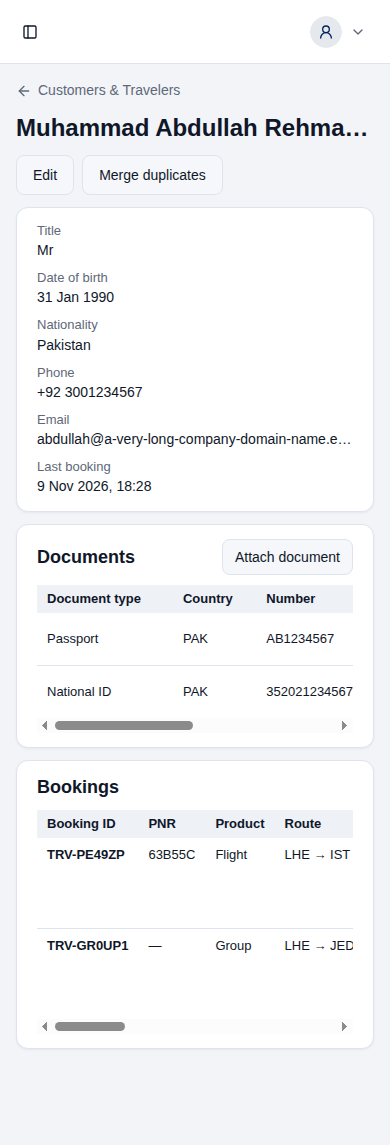 Customers & Travelers
Muhammad Abdullah Rehma…
Edit
Merge duplicates
Title
Mr
Date of birth
31 Jan 1990
Nationality
Pakistan
Phone
+92 3001234567
Email
abdullah@a-very-long-company-domain-name.e…
Last booking
9 Nov 2026, 18:28
Documents
Attach document
Document type Country Number
Passport PAK AB1234567
National ID PAK 352021234567
Bookings
Booking ID PNR Product Route
TRV-PE49ZP 63B55C Flight LHE → IST
TRV-GR0UP1 — Group LHE → JED